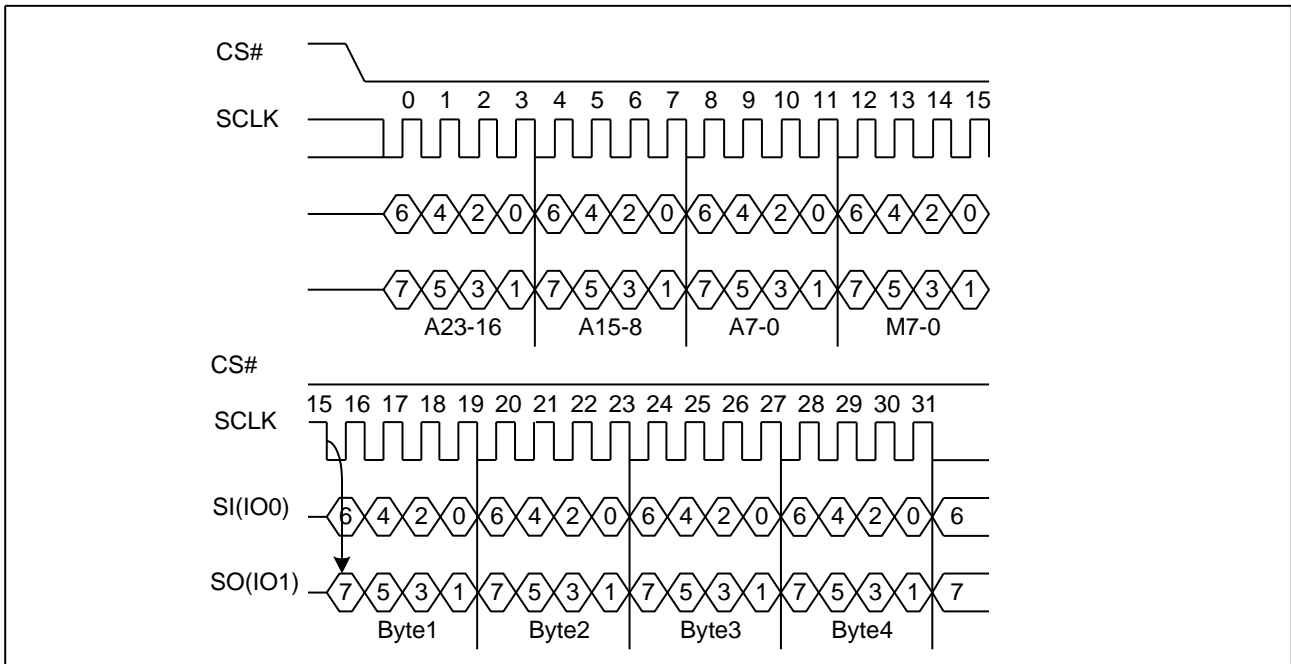 CS#
0 1 2 3 4 5 6 7 8 9 10 11 12 13 14 15
SCLK
6 4 2 0 6 4 2 0 6 4 2 0 6 4 2 0
7 5 3 1 7 5 3 1 7 5 3 1 7 5 3 1
A23-16 A15-8 A7-0 M7-0
CS#
15 16 17 18 19 20 21 22 23 24 25 26 27 28 29 30 31
SCLK
SI(IO0) 6 4 2 0 6 4 2 0 6 4 2 0 6 4 2 0 6
SO(IO1) 7 5 3 1 7 5 3 1 7 5 3 1 7 5 3 1 7
Byte1 Byte2 Byte3 Byte4